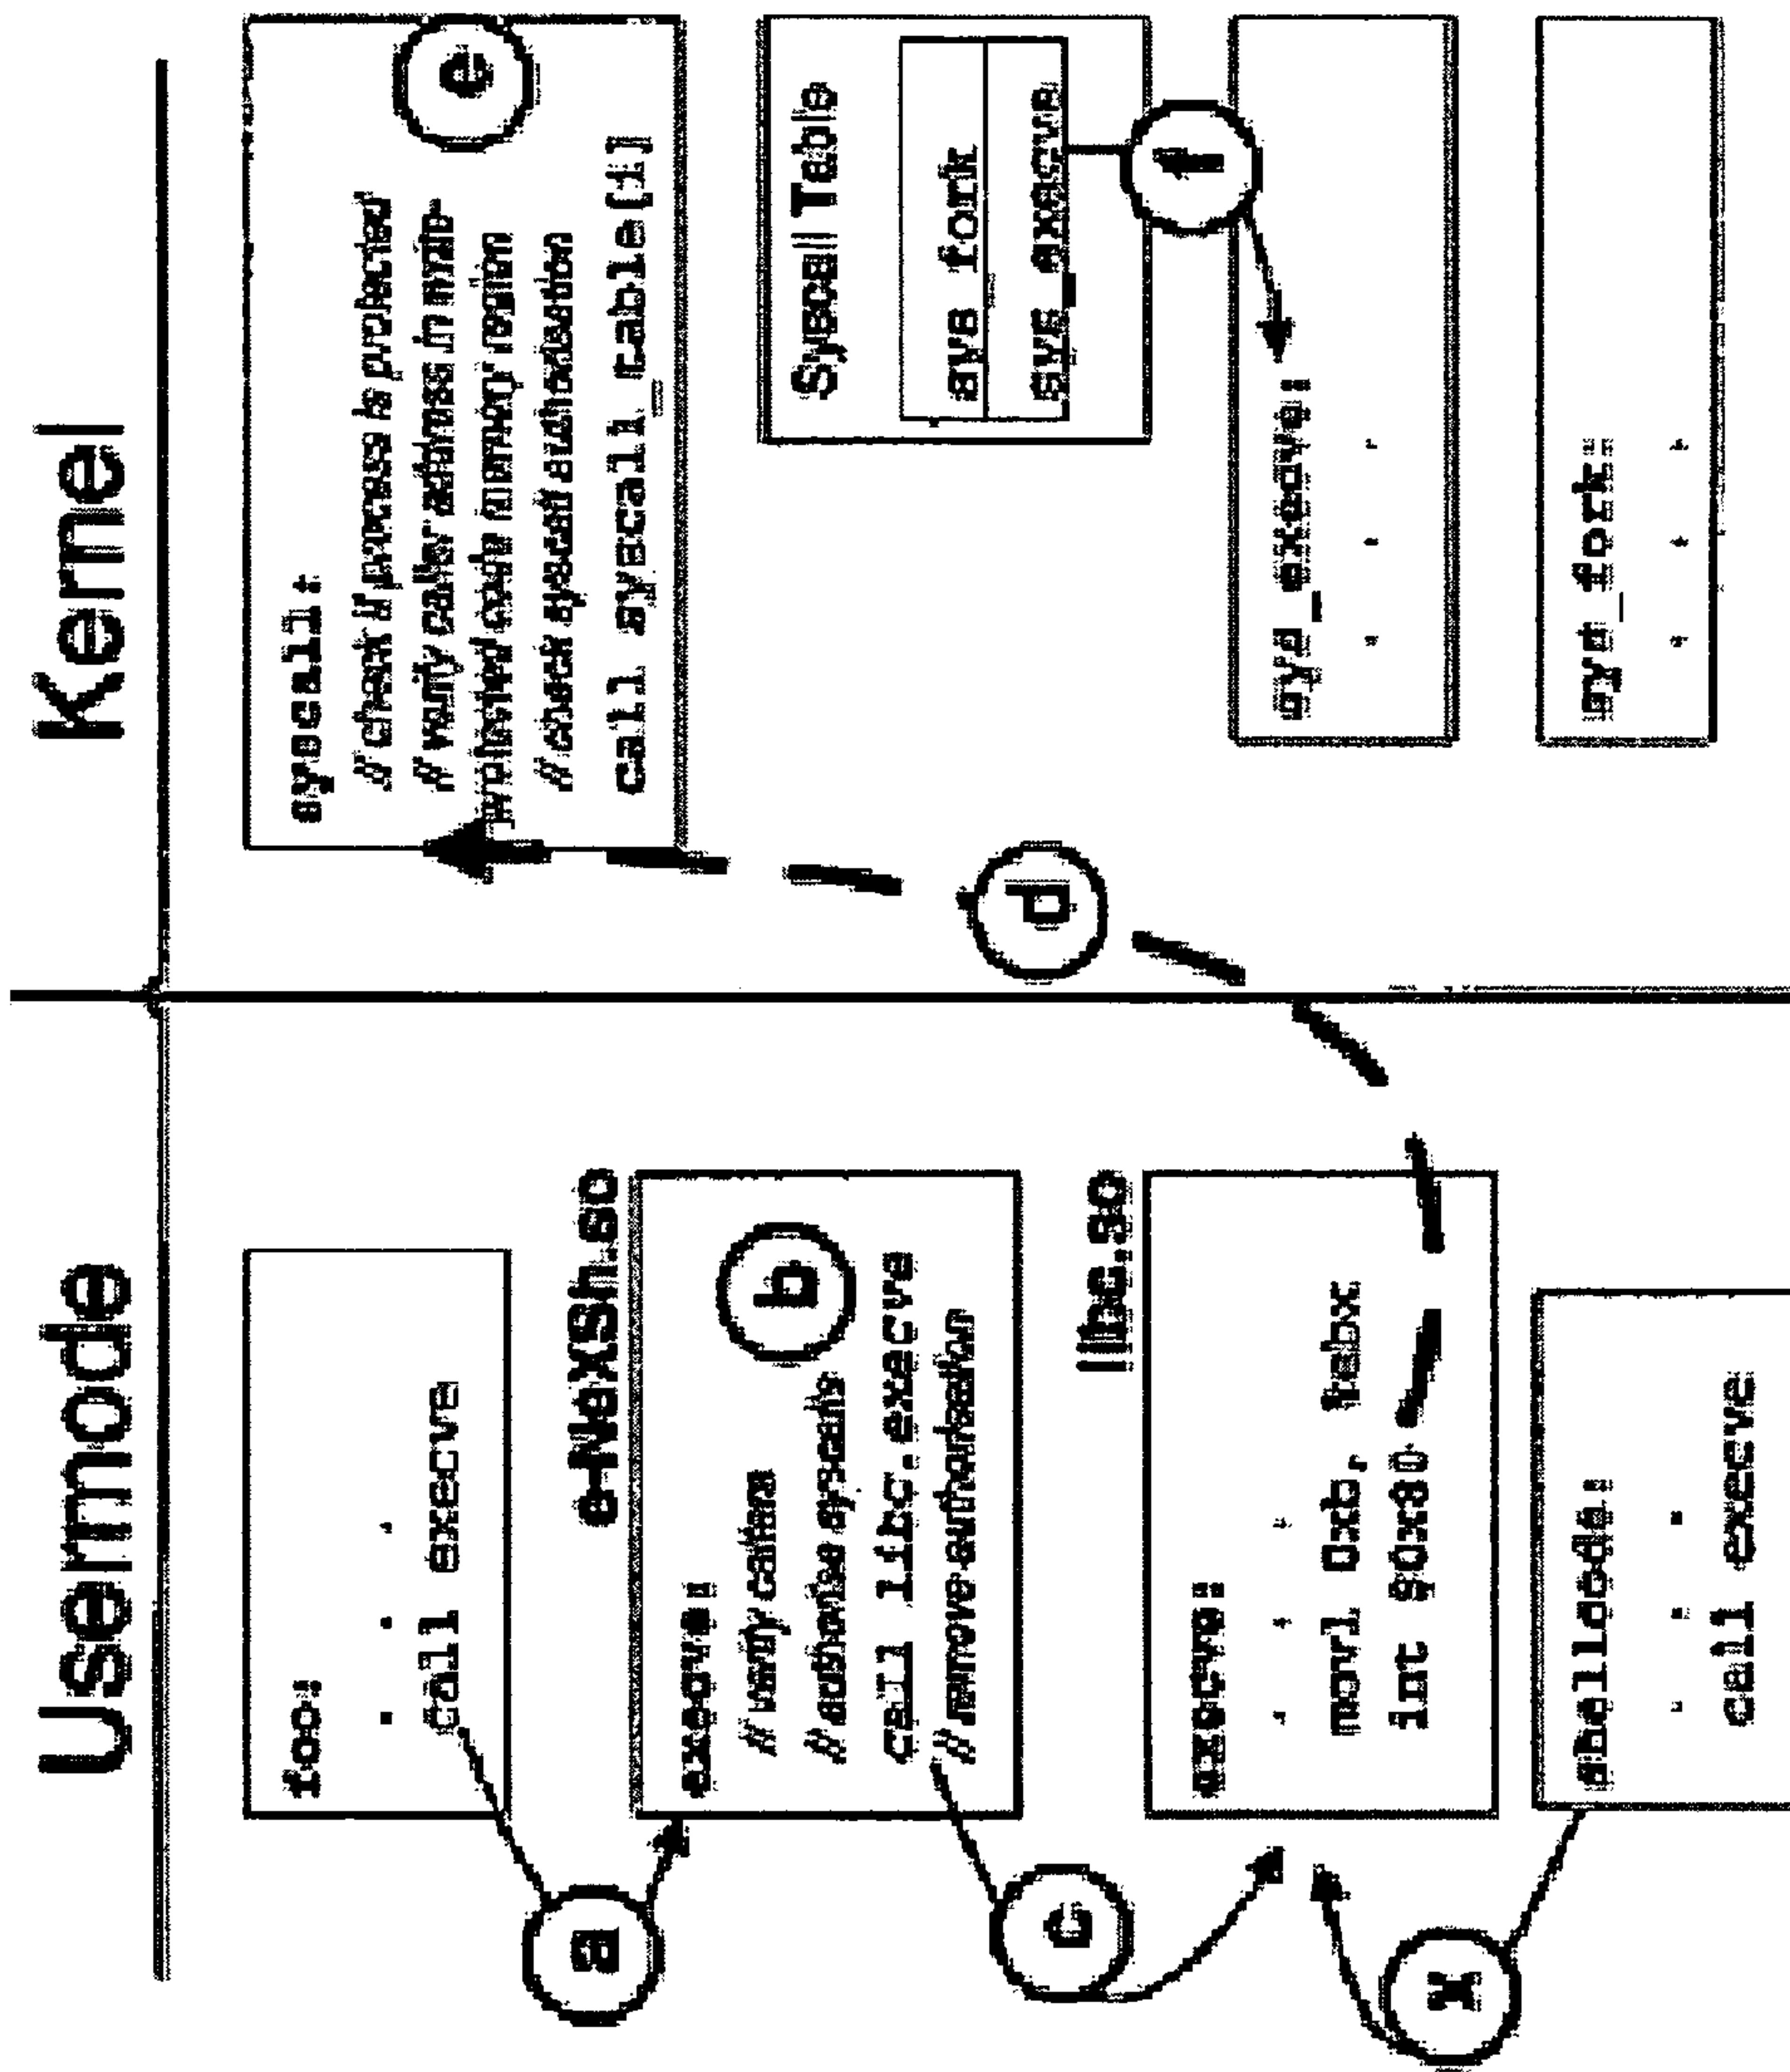 Usermode
Kernel
foo:
. . .
call execve
a
e-NeXSh.so
execve:
// Verify callers
// authorise syscalls
call libc.execve
// remove authorisation
b
c
libc.so
execve:
. . .
movl 0xb, %ebx
int $0x80
x
shellcode:
. . .
call execve
d
syscall:
// check if process is protected
// verify caller address in
protected code memory region
// check syscall authorisation
call syscall_table[i]
e
Syscall Table
sys_fork
sys_execve
f
sys_execve:
. . .
sys_fork:
. . .